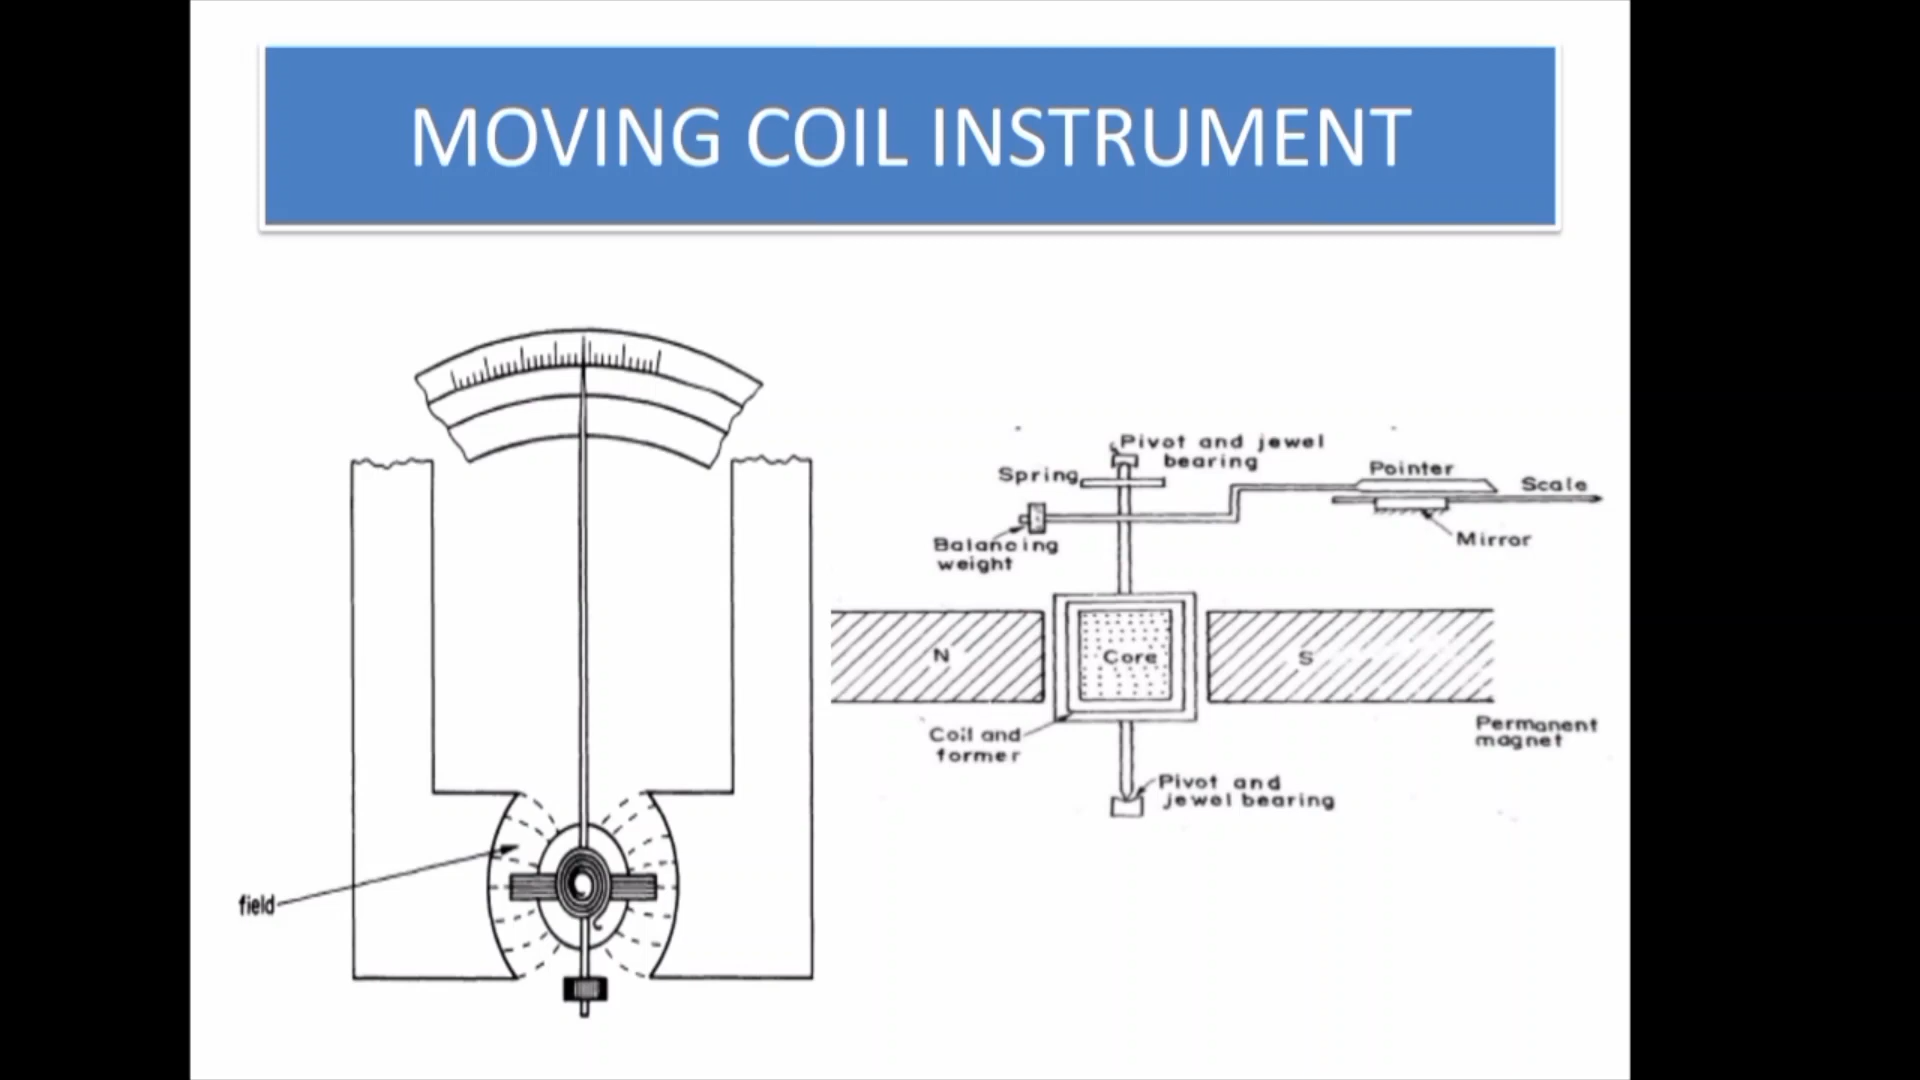 MOVING COIL INSTRUMENT
field
Pivot and jewel
bearing
Spring
Pointer
Scale
Balancing
weight
Mirror
N
Core
S
Coil and
former
Permanent
magnet
Pivot and
jewel bearing